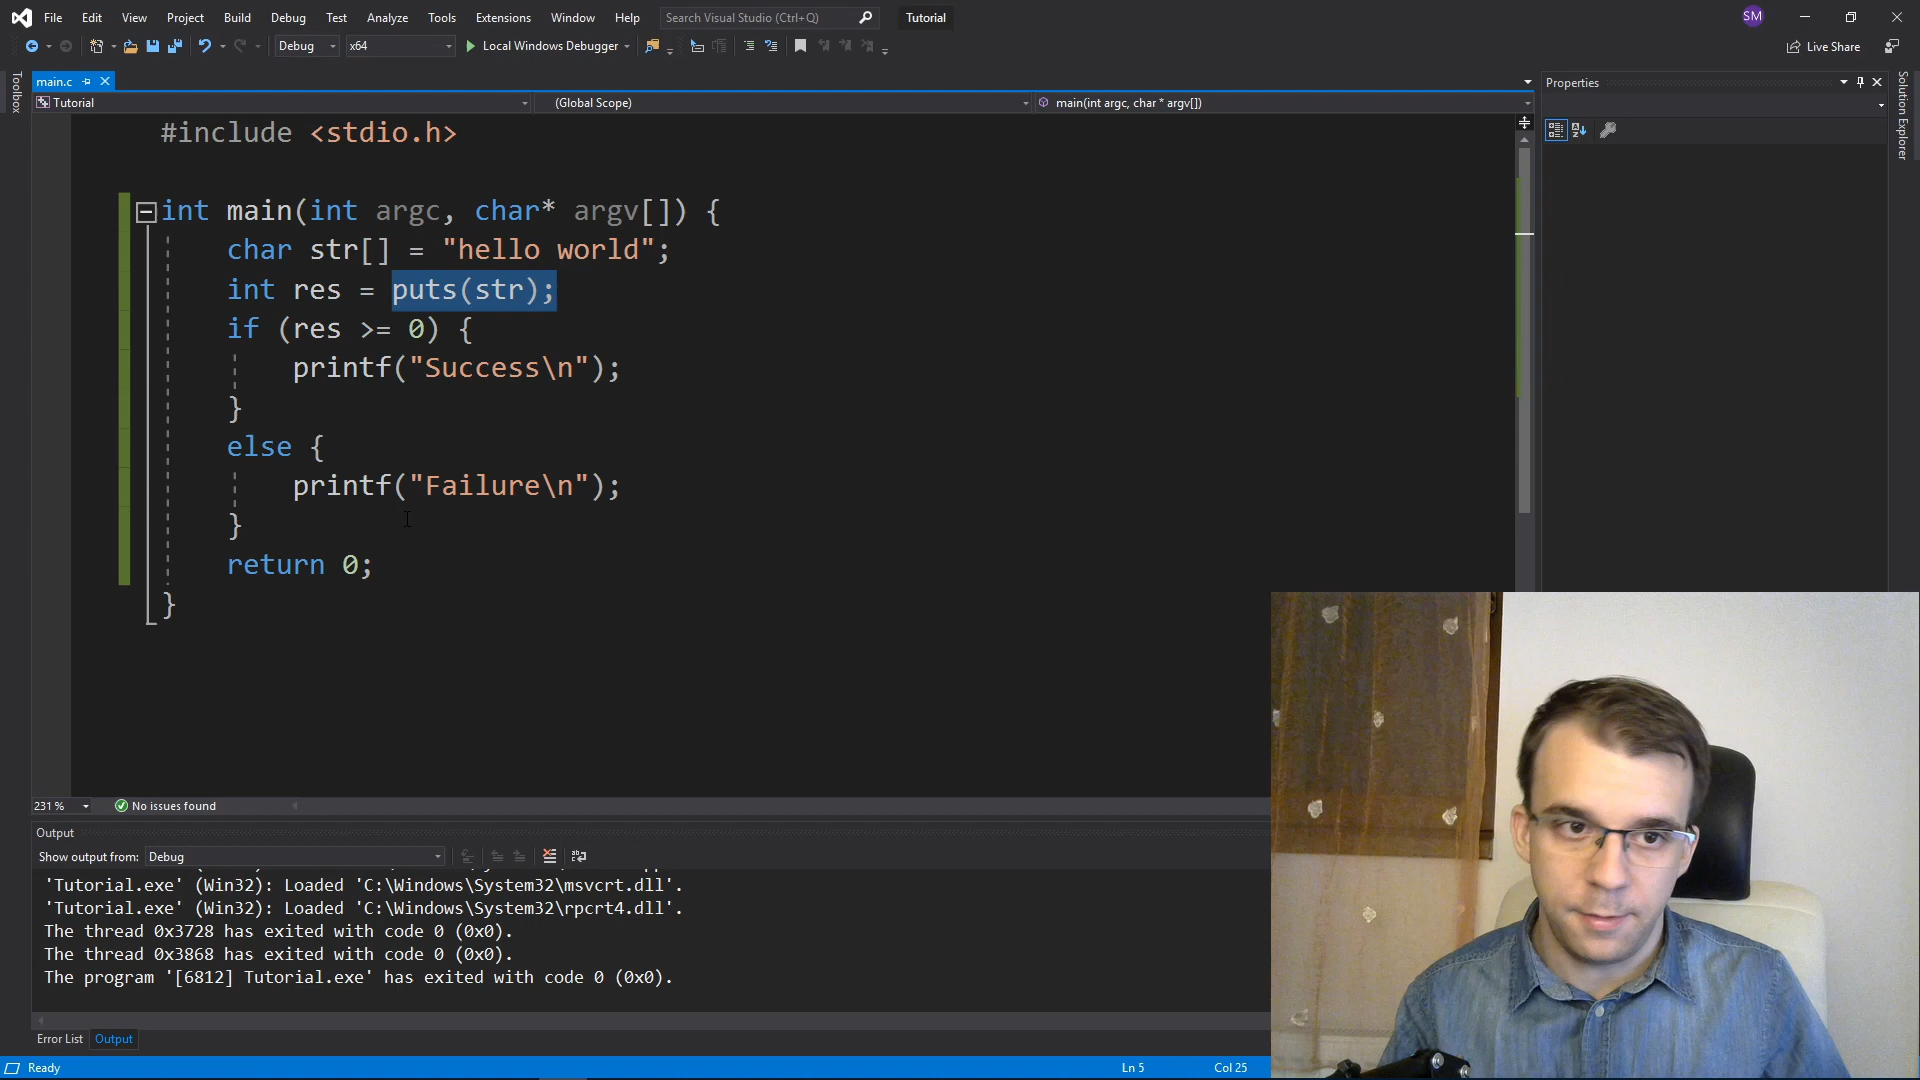 File Edit View Project Build Debug Test Analyze Tools Extensions Window Help Search Visual Studio (Ctrl+Q) Tutorial SM
Debug x64 Local Windows Debugger Live Share
Toolbox
main.c
Properties
Solution Explorer
Tutorial (Global Scope) main(int argc, char * argv[])
#include <stdio.h>
int main(int argc, char* argv[]) {
char str[] = "hello world";
int res = puts(str);
if (res >= 0) {
printf("Success\n");
}
else {
printf("Failure\n");
}
return 0;
}
231 % No issues found
Output
Show output from: Debug
'Tutorial.exe' (Win32): Loaded 'C:\Windows\System32\msvcrt.dll'.
'Tutorial.exe' (Win32): Loaded 'C:\Windows\System32\rpcrt4.dll'.
The thread 0x3728 has exited with code 0 (0x0).
The thread 0x3868 has exited with code 0 (0x0).
The program '[6812] Tutorial.exe' has exited with code 0 (0x0).
Error List Output
Ready Ln 5 Col 25